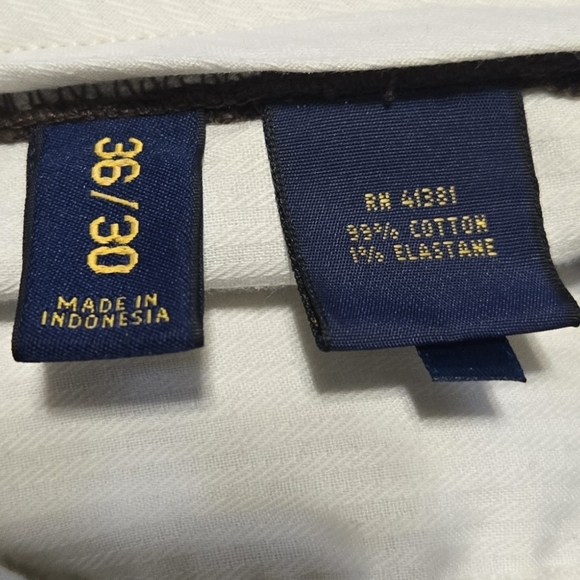 36/30
MADE IN
INDONESIA
RN 41381
99% COTTON
1% ELASTANE